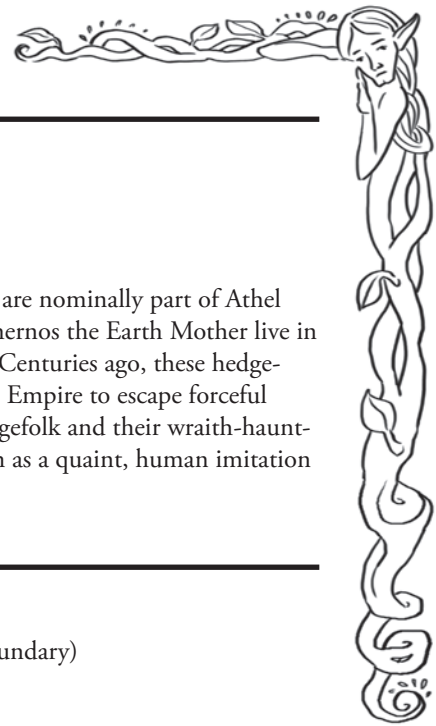 are nominally part of Athel
hernos the Earth Mother live in
Centuries ago, these hedge-
Empire to escape forceful
gefolk and their wraith-haunt-
as a quaint, human imitation
undary)